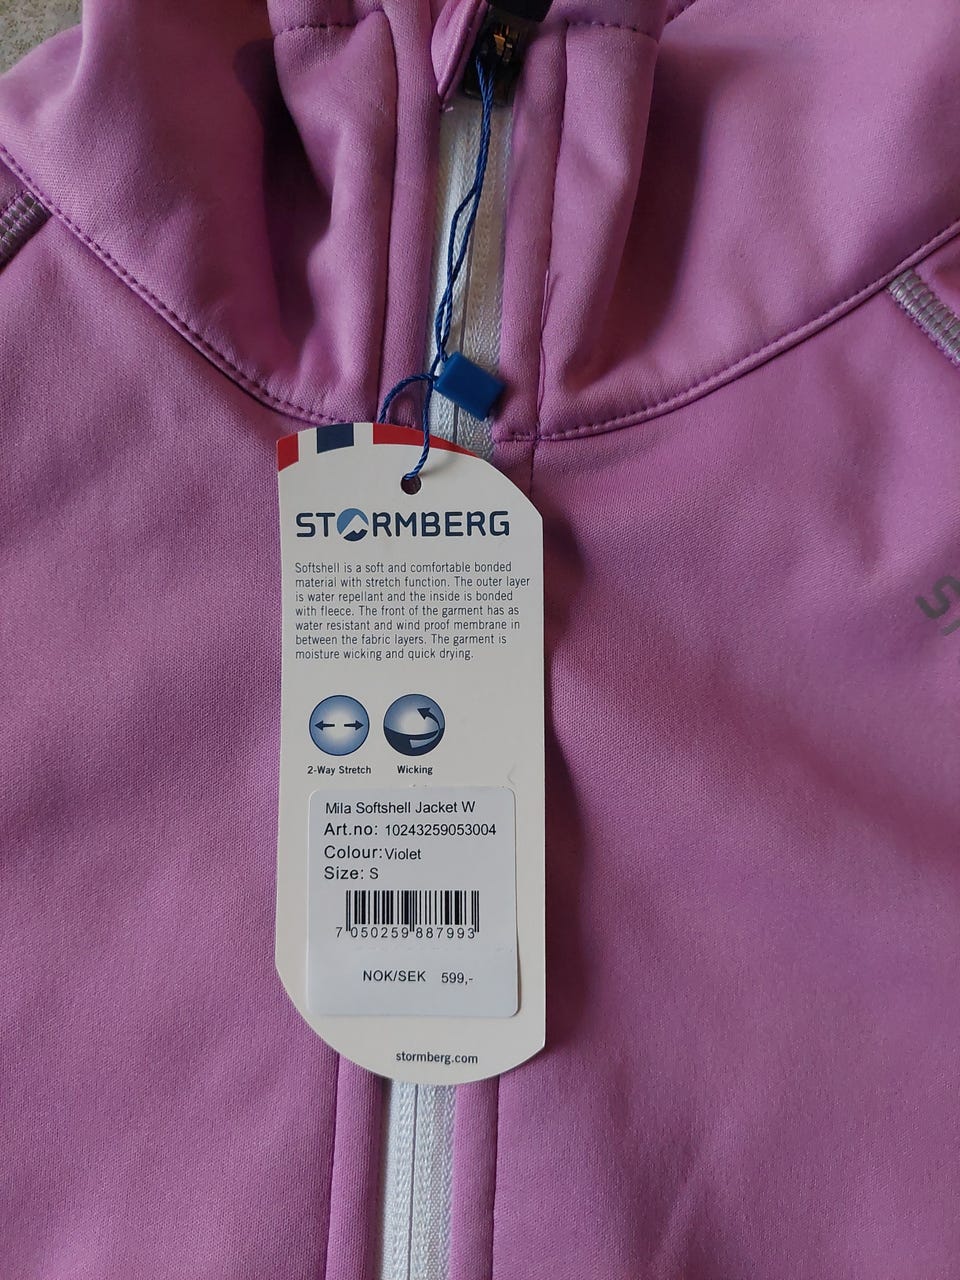 STORMBERG
Softshell is a soft and comfortable bonded
material with stretch function. The outer layer
is water repellant and the inside is bonded
with fleece. The front of the garment has as
water resistant and wind proof membrane in
between the fabric layers. The garment is
moisture wicking and quick drying.
2-Way Stretch Wicking
Mila Softshell Jacket W
Art.no: 10243259053004
Colour: Violet
Size: S
7 050259 887993
NOK/SEK 599,-
stormberg.com